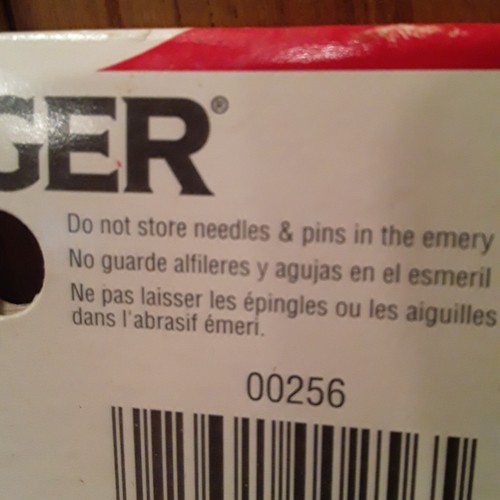 GER®
Do not store needles & pins in the emery
No guarde alfileres y agujas en el esmeril
Ne pas laisser les épingles ou les aiguilles
dans l'abrasif émeri.
00256